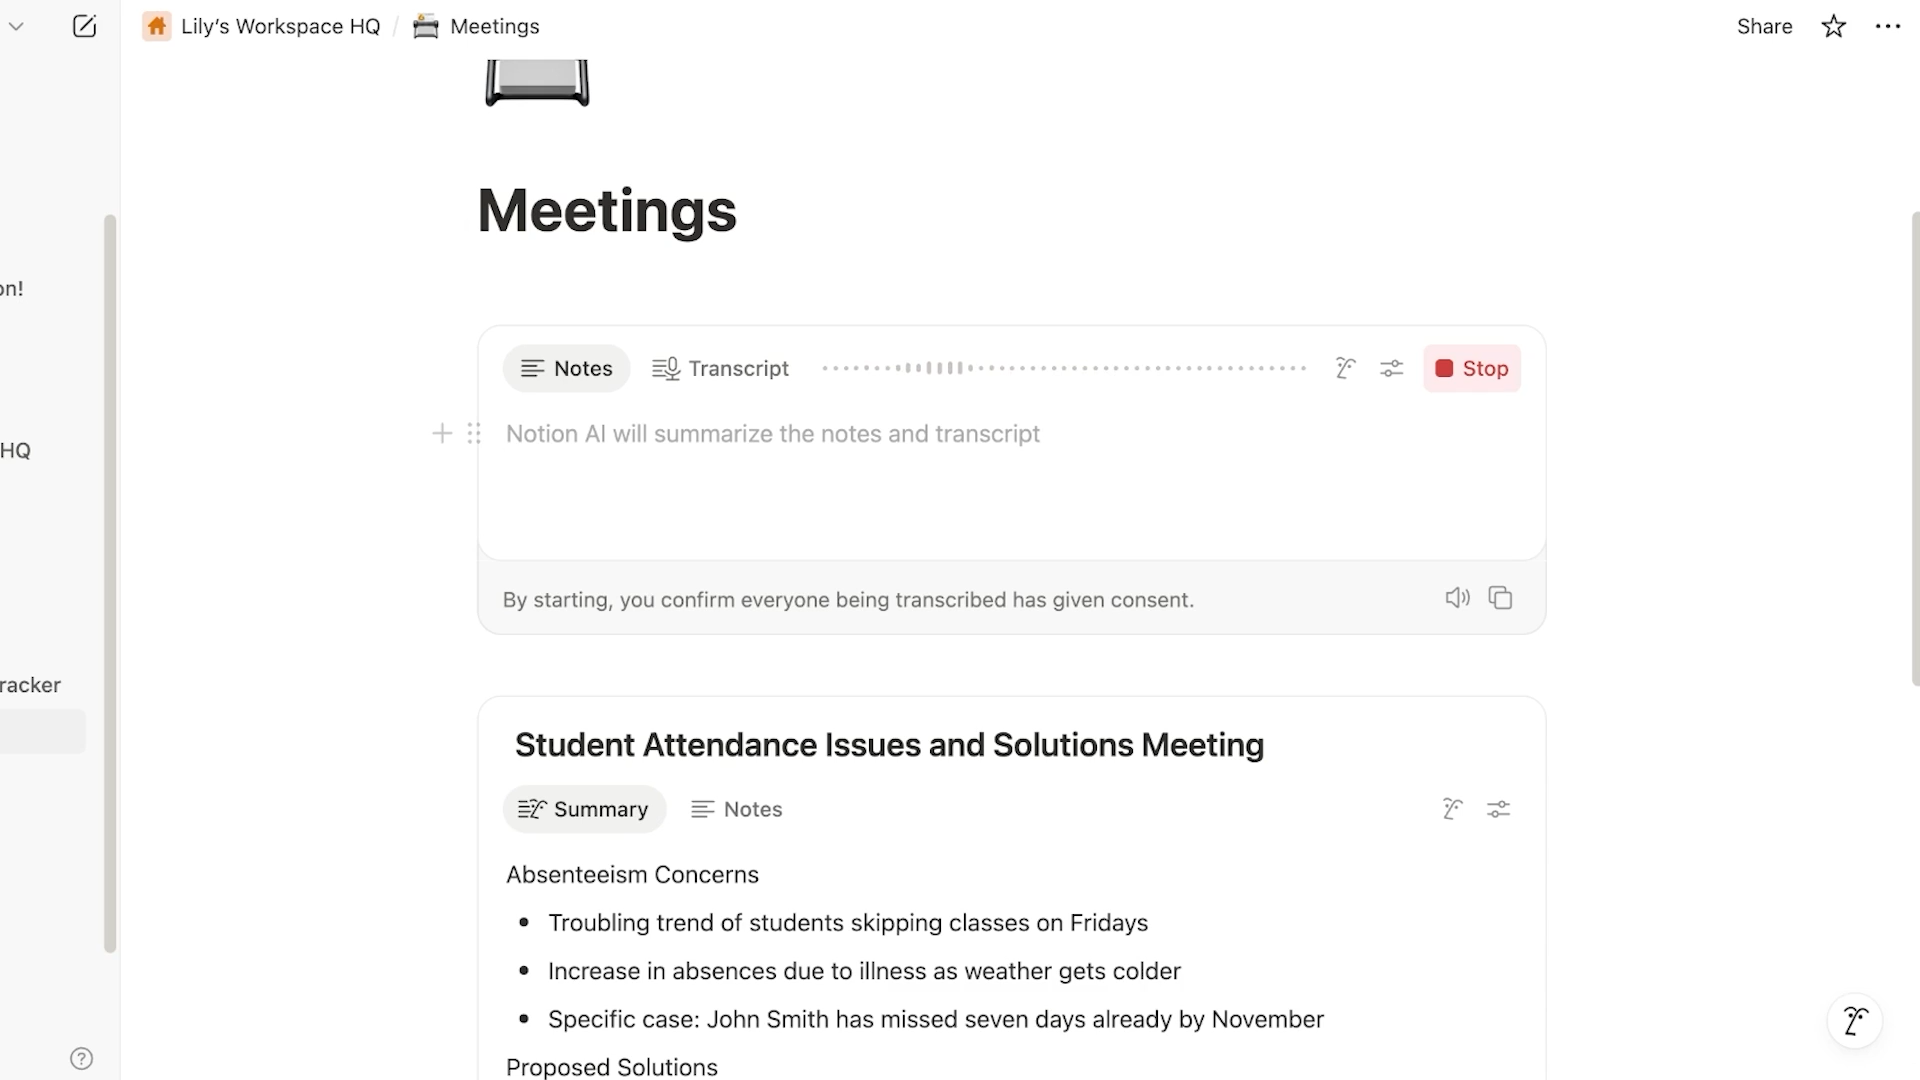 Lily's Workspace HQ / Meetings
Share
on!
HQ
racker
Meetings
Notes
Transcript
Stop
Notion AI will summarize the notes and transcript
By starting, you confirm everyone being transcribed has given consent.
Student Attendance Issues and Solutions Meeting
Summary
Notes
Absenteeism Concerns
• Troubling trend of students skipping classes on Fridays
• Increase in absences due to illness as weather gets colder
• Specific case: John Smith has missed seven days already by November
Proposed Solutions